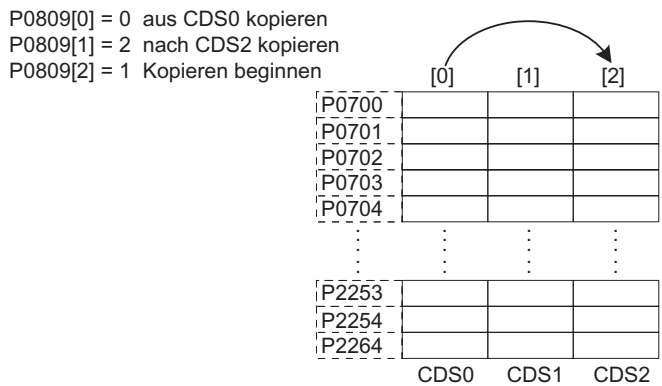 P0809[0] = 0 aus CDS0 kopieren
P0809[1] = 2 nach CDS2 kopieren
P0809[2] = 1 Kopieren beginnen
[0] [1] [2]
P0700
P0701
P0702
P0703
P0704
P2253
P2254
P2264
CDS0 CDS1 CDS2